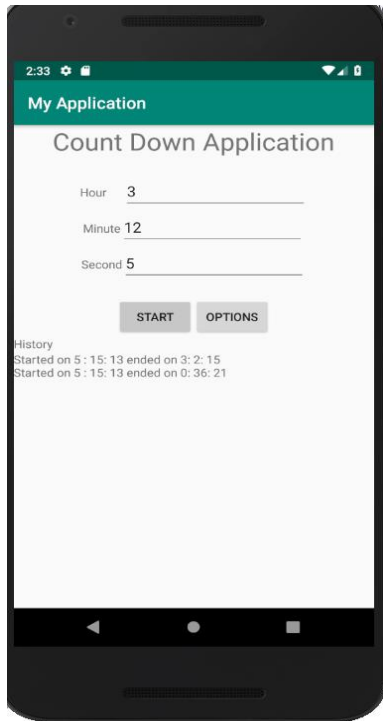 2:33
My Application
Count Down Application
Hour 3
Minute 12
Second 5
START OPTIONS
History
Started on 5 : 15: 13 ended on 3: 2: 15
Started on 5 : 15: 13 ended on 0: 36: 21